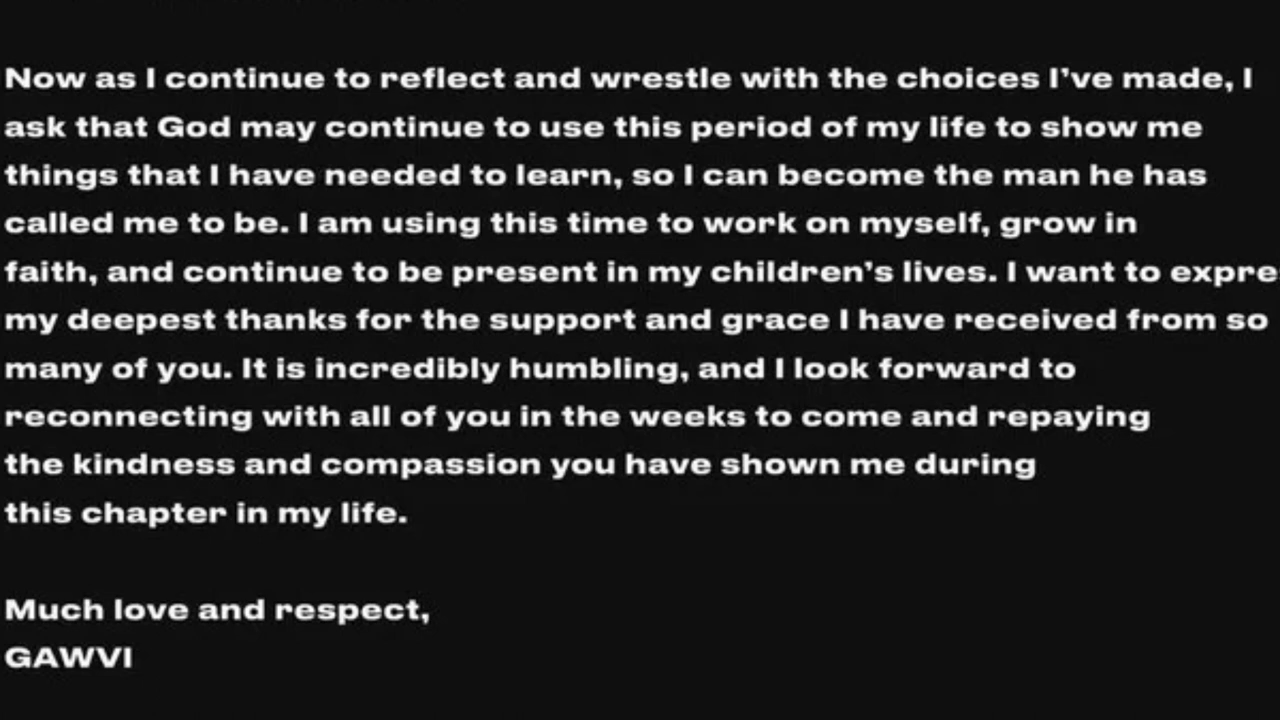 Now as I continue to reflect and wrestle with the choices I’ve made, I
ask that God may continue to use this period of my life to show me
things that I have needed to learn, so I can become the man he has
called me to be. I am using this time to work on myself, grow in
faith, and continue to be present in my children’s lives. I want to expre
my deepest thanks for the support and grace I have received from so
many of you. It is incredibly humbling, and I look forward to
reconnecting with all of you in the weeks to come and repaying
the kindness and compassion you have shown me during
this chapter in my life.
Much love and respect,
GAWVI